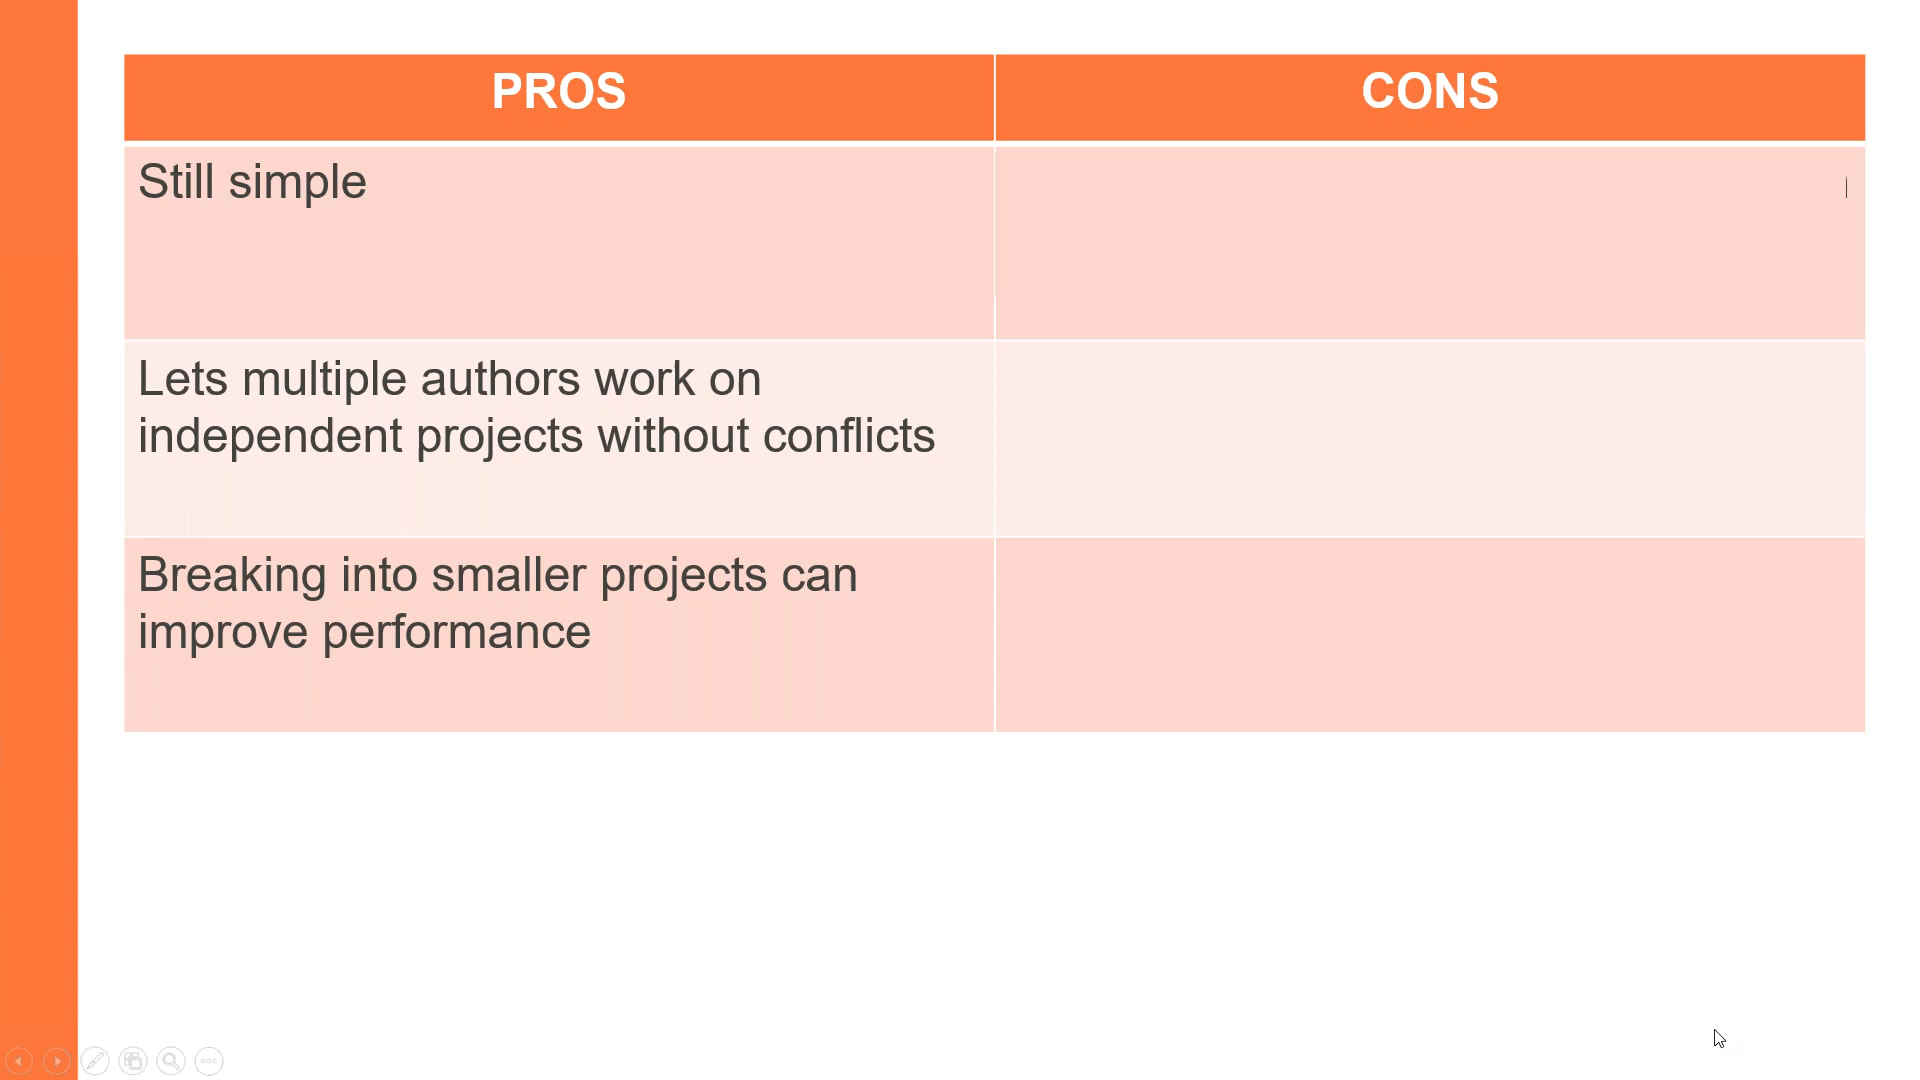 PROS
CONS
Still simple
Lets multiple authors work on
independent projects without conflicts
Breaking into smaller projects can
improve performance